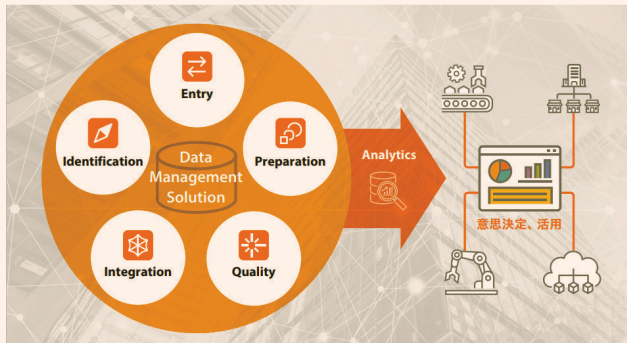 Entry
Identification
Data
Management
Solution
Preparation
Integration
Quality
Analytics
意思決定、活用